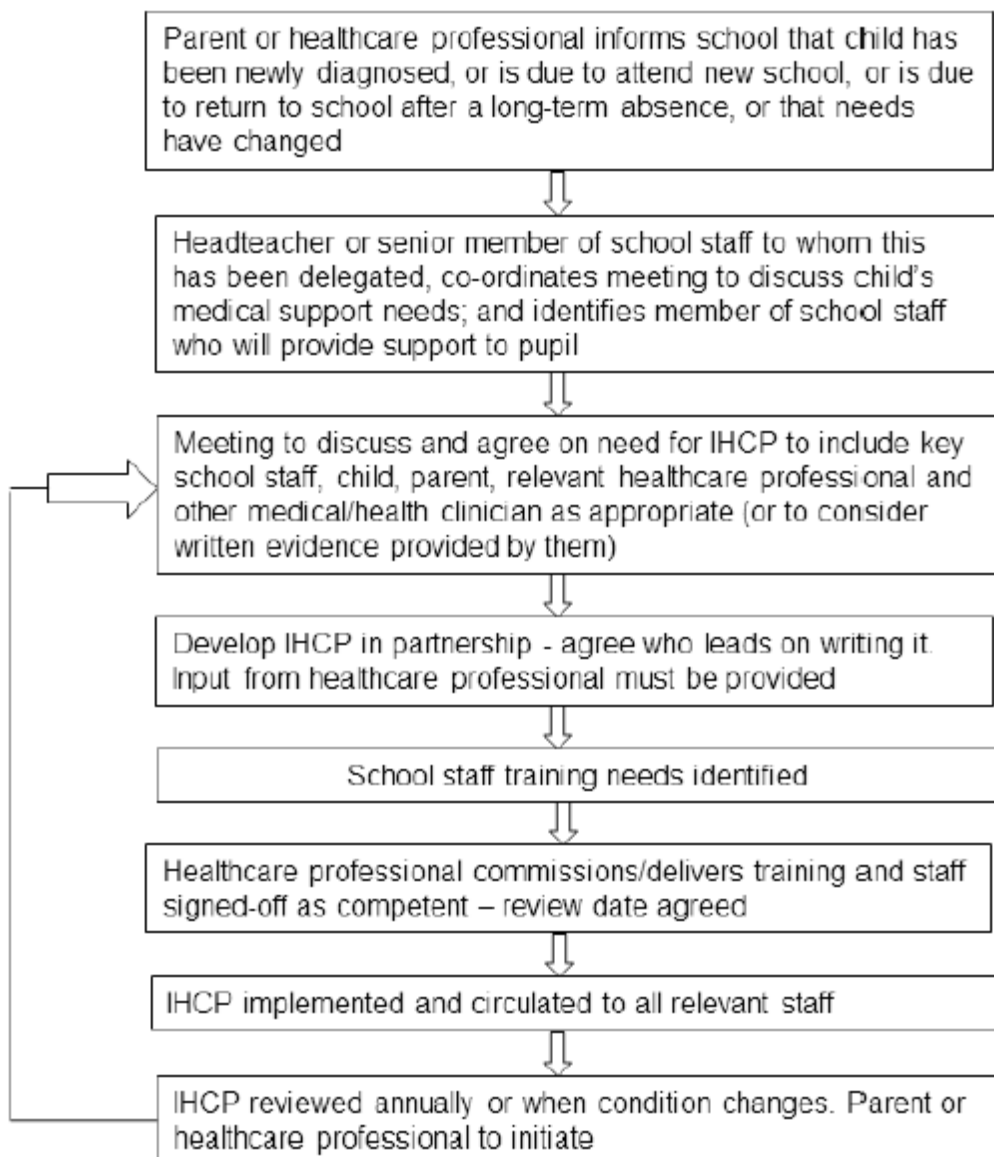 Parent or healthcare professional informs school that child has
been newly diagnosed, or is due to attend new school, or is due
to return to school after a long-term absence, or that needs
have changed
Headteacher or senior member of school staff to whom this
has been delegated, co-ordinates meeting to discuss child's
medical support needs; and identifies member of school staff
who will provide support to pupil
Meeting to discuss and agree on need for IHCP to include key
school staff, child, parent, relevant healthcare professional and
other medical/health clinician as appropriate (or to consider
written evidence provided by them)
Develop IHCP in partnership - agree who leads on writing it.
Input from healthcare professional must be provided
School staff training needs identified
Healthcare professional commissions/delivers training and staff
signed-off as competent – review date agreed
IHCP implemented and circulated to all relevant staff
IHCP reviewed annually or when condition changes. Parent or
healthcare professional to initiate